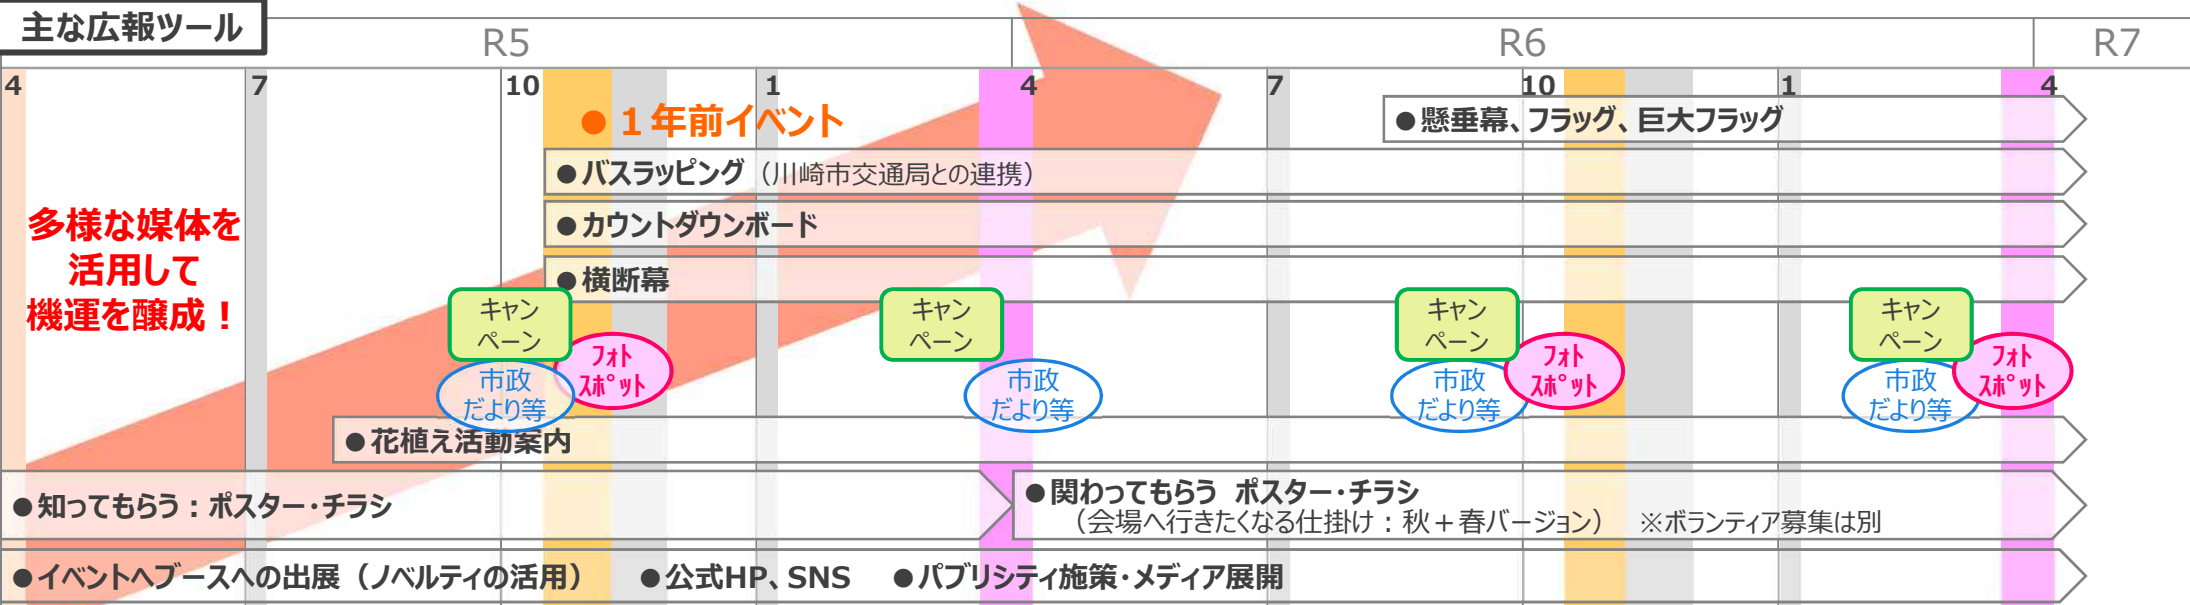 主な広報ツール
R5
R6
R7
4
7
10
1
4
7
10
1
4
●１年前イベント
●懸垂幕、フラッグ、巨大フラッグ
●バスラッピング（川崎市交通局との連携）
●カウントダウンボード
●横断幕
多様な媒体を
活用して
機運を醸成！
キャン
ペーン
市政
だより等
ﾌｫﾄ
ｽﾎﾟｯﾄ
キャン
ペーン
市政
だより等
キャン
ペーン
市政
だより等
ﾌｫﾄ
ｽﾎﾟｯﾄ
キャン
ペーン
市政
だより等
ﾌｫﾄ
ｽﾎﾟｯﾄ
●花植え活動案内
●知ってもらう：ポスター・チラシ
●関わってもらう　ポスター・チラシ
（会場へ行きたくなる仕掛け：秋＋春バージョン）　※ボランティア募集は別
●イベントへブースへの出展（ノベルティの活用）　●公式HP、SNS　●パブリシティ施策・メディア展開